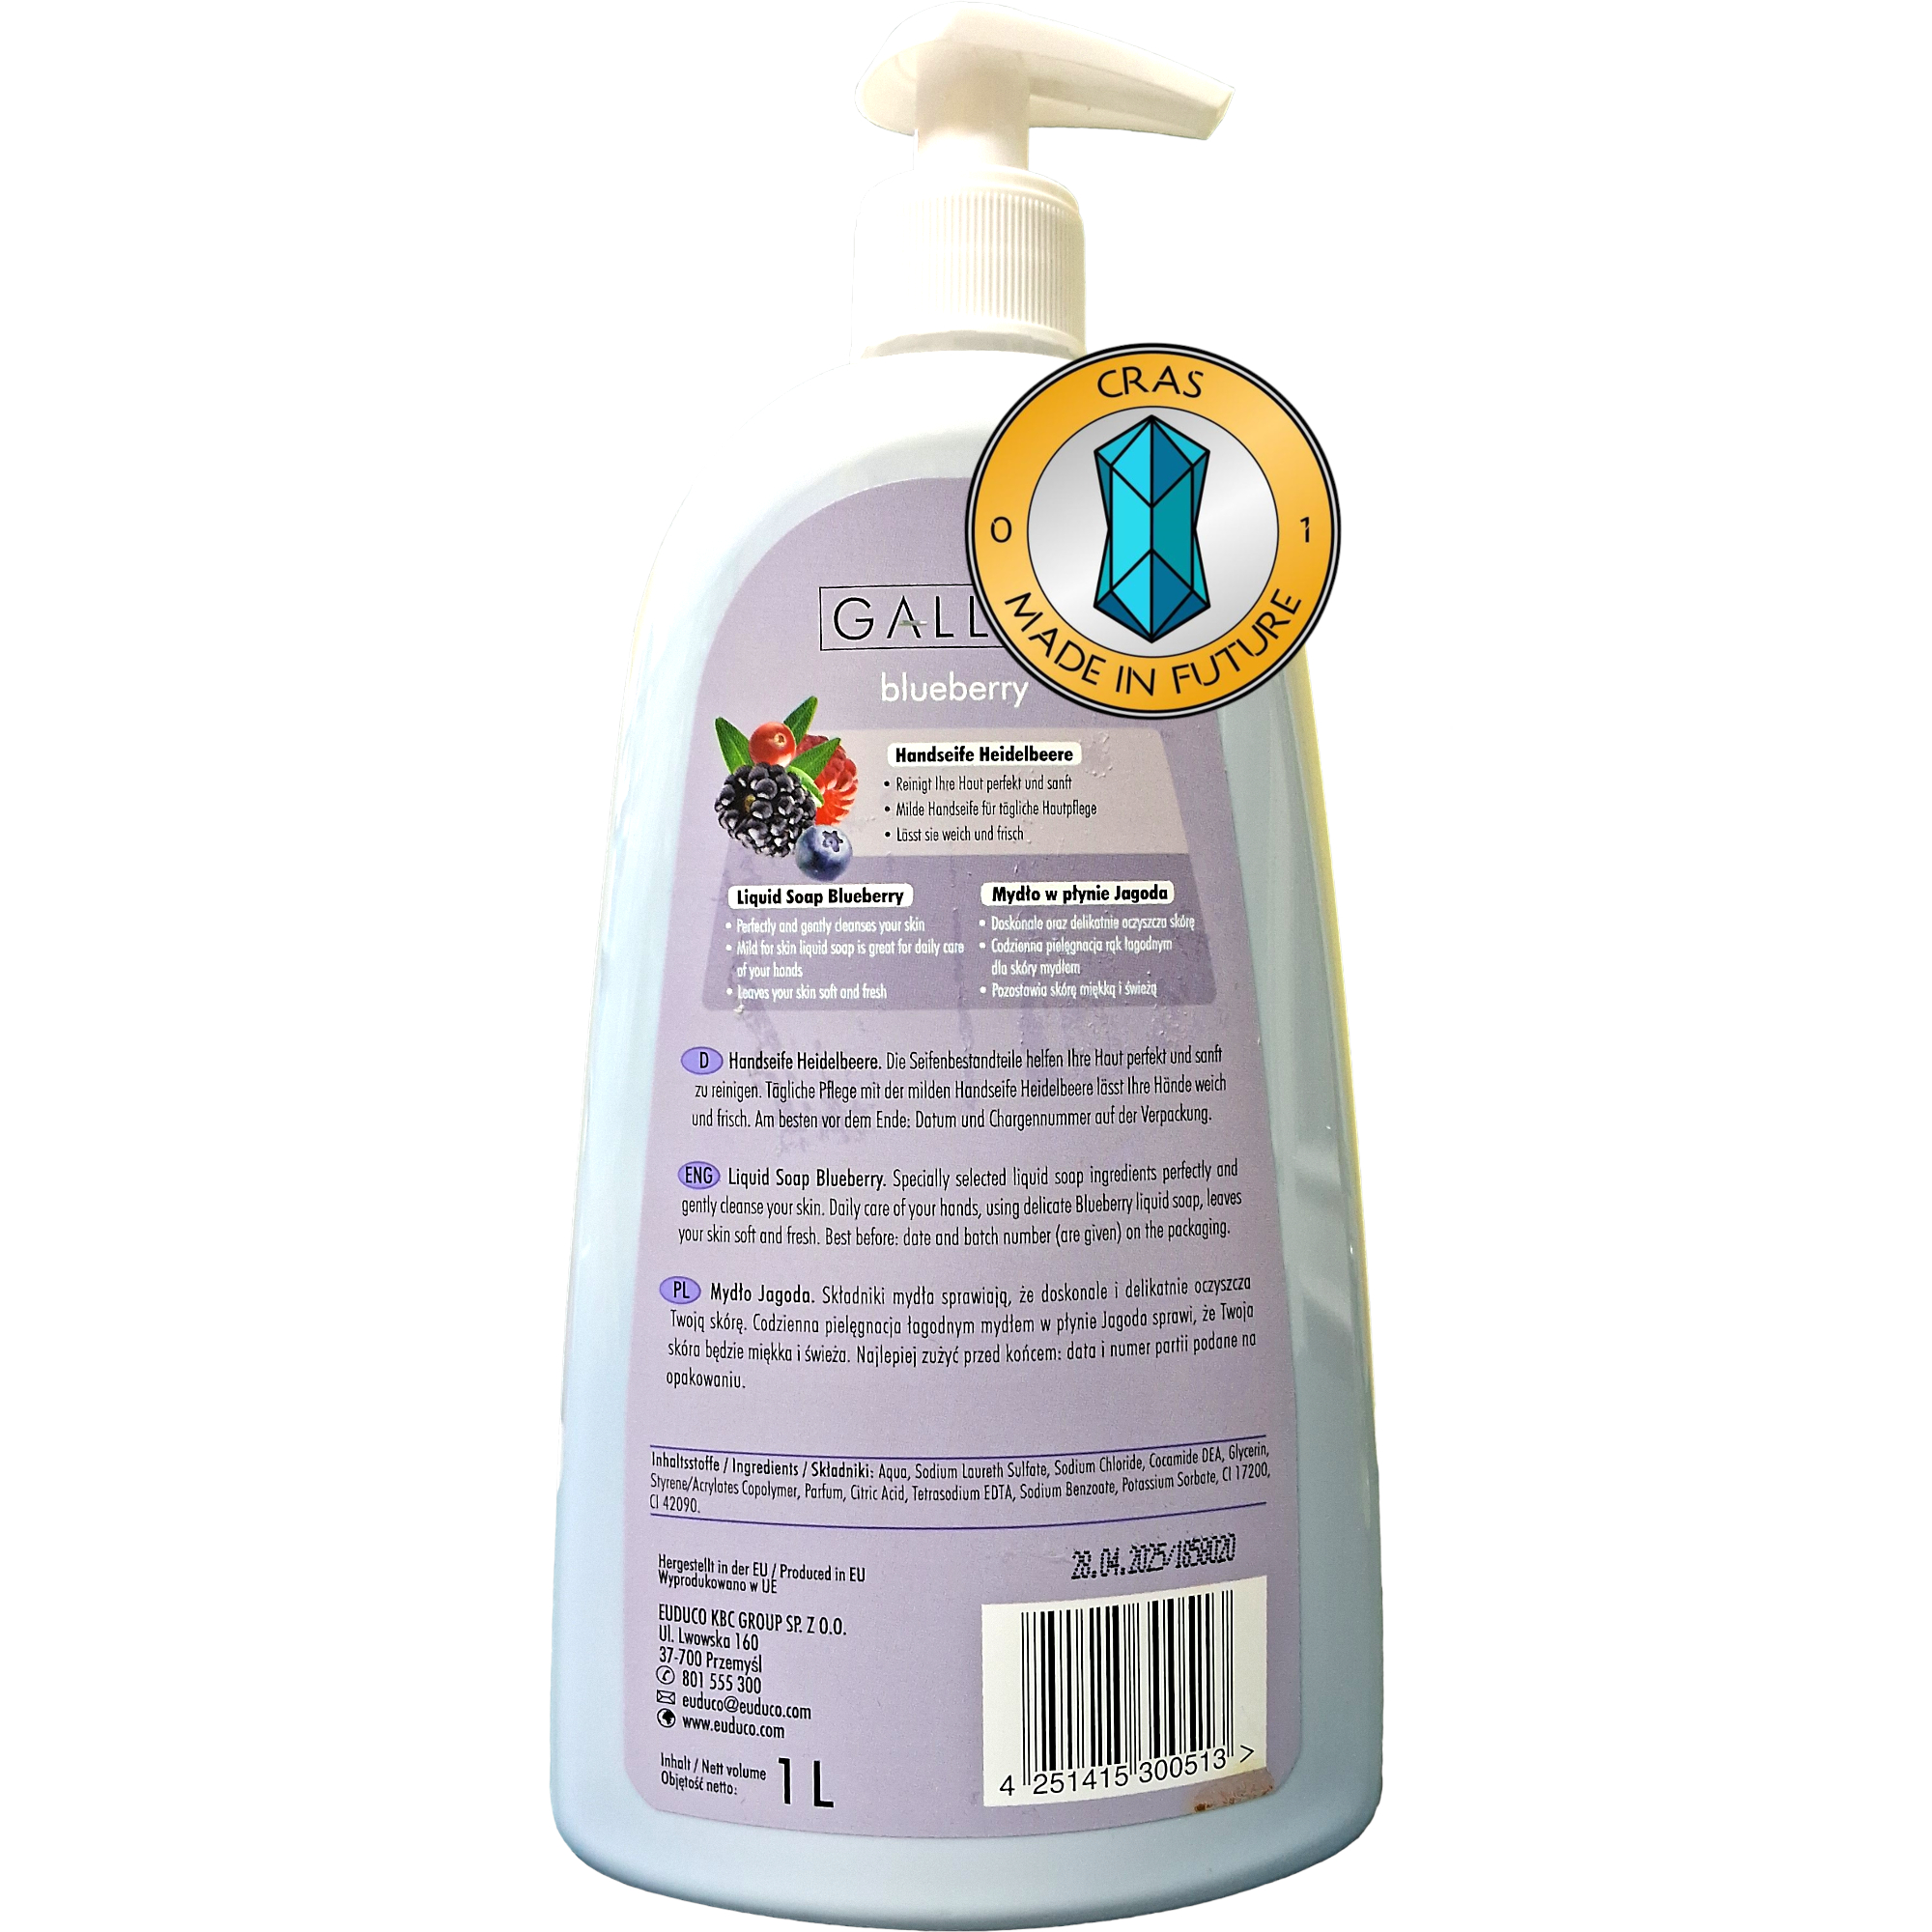 CRAS
0 1
MADE IN FUTURE
GALL
blueberry
Handseife Heidelbeere
• Reinigt Ihre Haut perfekt und sanft
• Milde Handseife für tägliche Hautpflege
• Lässt sie weich und frisch
Liquid Soap Blueberry
• Perfectly and gently cleanses your skin
• Mild for skin liquid soap is great for daily care
of your hands
• Leaves your skin soft and fresh
Mydło w płynie Jagoda
• Doskonale oraz delikatnie oczyszcza skórę
• Codzienna pielęgnacja rąk łagodnym
dla skóry mydłem
• Pozostawia skórę miękką i świeżą
D Handseife Heidelbeere. Die Seifenbestandteile helfen Ihre Haut perfekt und sanft
zu reinigen. Tägliche Pflege mit der milden Handseife Heidelbeere lässt Ihre Hände weich
und frisch. Am besten vor dem Ende: Datum und Chargennummer auf der Verpackung.
ENG Liquid Soap Blueberry. Specially selected liquid soap ingredients perfectly and
gently cleanse your skin. Daily care of your hands, using delicate Blueberry liquid soap, leaves
your skin soft and fresh. Best before: date and batch number (are given) on the packaging.
PL Mydło Jagoda. Składniki mydła sprawiają, że doskonale i delikatnie oczyszcza
Twoją skórę. Codzienna pielęgnacja łagodnym mydłem w płynie Jagoda sprawi, że Twoja
skóra będzie miękka i świeża. Najlepiej zużyć przed końcem: data i numer partii podane na
opakowaniu.
Inhaltsstoffe / Ingredients / Składniki: Aqua, Sodium Laureth Sulfate, Sodium Chloride, Cocamide DEA, Glycerin,
Styrene/Acrylates Copolymer, Parfum, Citric Acid, Tetrasodium EDTA, Sodium Benzoate, Potassium Sorbate, CI 17200,
CI 42090.
28.04.2025/1858020
Hergestellt in der EU / Produced in EU
Wyprodukowano w UE
EUDUCO KBC GROUP SP. Z O.O.
Ul. Lwowska 160
37-700 Przemyśl
801 555 300
euduco@euduco.com
www.euduco.com
Inhalt / Nett volume
Objętość netto:
1 L
4 251415 300513 >